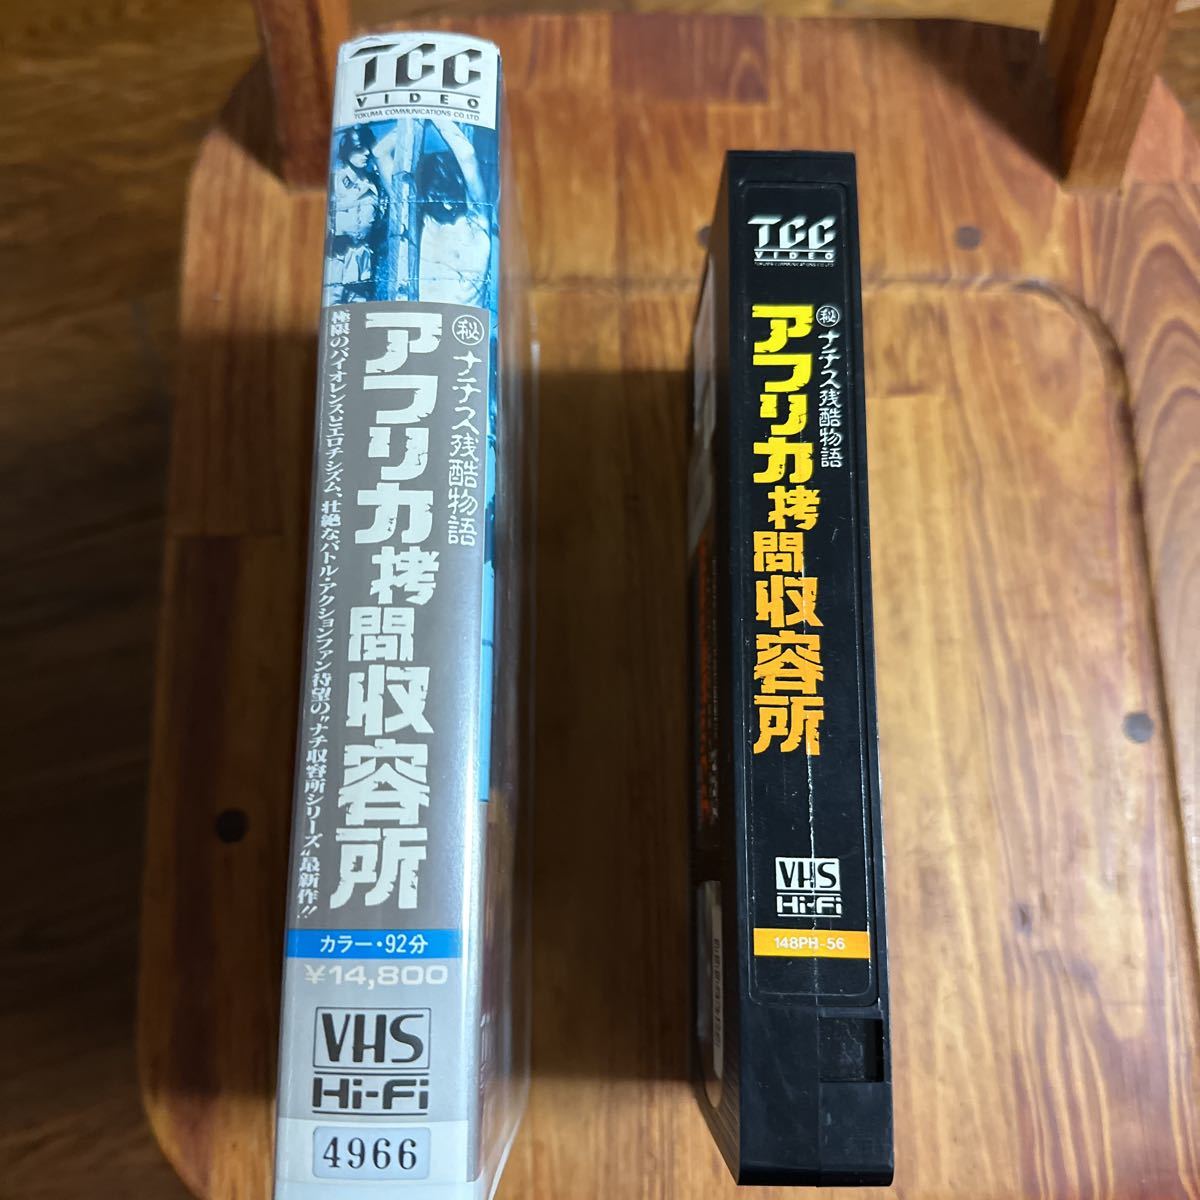 TCC
VIDEO
TOKUMA COMMUNICATIONS CO.LTD.
㊙ナチス残酷物語
アフリカ拷問収容所
極限のバイオレンスとエロチシズム、壮絶なバトル・アクションファン待望の"ナチ収容所シリーズ"最新作!!
カラー・92分
¥14,800
VHS
Hi-Fi
4966
TCC
VIDEO
TOKUMA COMMUNICATIONS CO.LTD.
㊙ナチス残酷物語
アフリカ拷問収容所
VHS
Hi-Fi
148PH-56